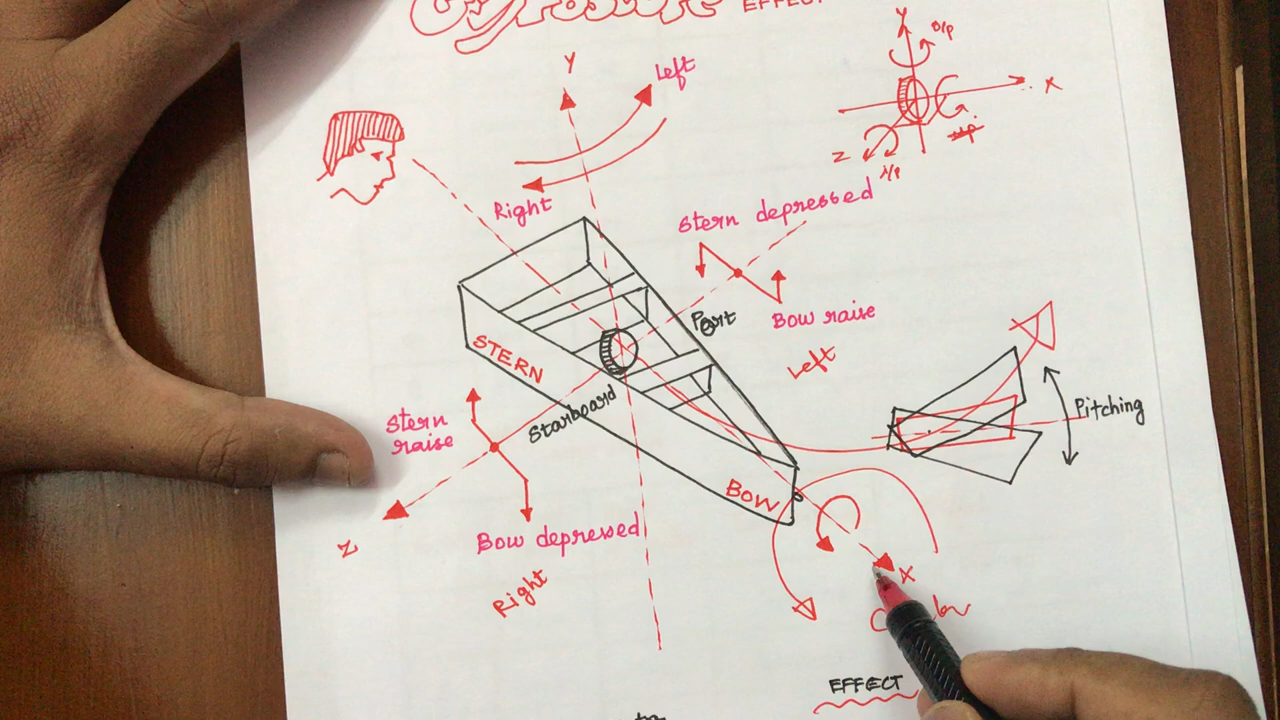 Gyroscope EFFECT
Y
Left
Right
Y
O/p
X
Z
I/p
Stern depressed
Port
Bow raise
Left
STERN
Starboard
Stern
raise
Bow depressed
Right
Z
BOW
X
Pitching
EFFECT